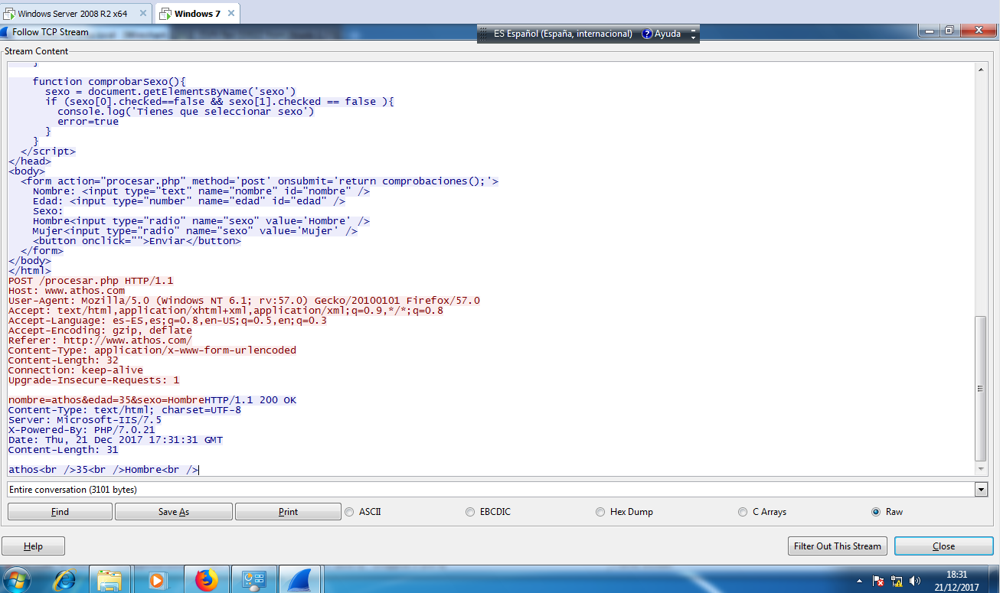 Windows Server 2008 R2 x64
Windows 7
Follow TCP Stream
ES Español (España, internacional)
Ayuda
Stream Content
}
function comprobarSexo(){
sexo = document.getElementsByName('sexo')
if (sexo[0].checked==false && sexo[1].checked == false ){
console.log('Tienes que seleccionar sexo')
error=true
}
}
</script>
</head>
<body>
<form action="procesar.php" method='post' onsubmit='return comprobaciones();'>
Nombre: <input type="text" name="nombre" id="nombre" />
Edad: <input type="number" name="edad" id="edad" />
Sexo:
Hombre<input type="radio" name="sexo" value='Hombre' />
Mujer<input type="radio" name="sexo" value='Mujer' />
<button onclick="">Enviar</button>
</form>
</body>
</html>
POST /procesar.php HTTP/1.1
Host: www.athos.com
User-Agent: Mozilla/5.0 (Windows NT 6.1; rv:57.0) Gecko/20100101 Firefox/57.0
Accept: text/html,application/xhtml+xml,application/xml;q=0.9,*/*;q=0.8
Accept-Language: es-ES,es;q=0.8,en-US;q=0.5,en;q=0.3
Accept-Encoding: gzip, deflate
Referer: http://www.athos.com/
Content-Type: application/x-www-form-urlencoded
Content-Length: 32
Connection: keep-alive
Upgrade-Insecure-Requests: 1
nombre=athos&edad=35&sexo=HombreHTTP/1.1 200 OK
Content-Type: text/html; charset=UTF-8
Server: Microsoft-IIS/7.5
X-Powered-By: PHP/7.0.21
Date: Thu, 21 Dec 2017 17:31:31 GMT
Content-Length: 31
athos<br />35<br />Hombre<br />
Entire conversation (3101 bytes)
Find
Save As
Print
ASCII
EBCDIC
Hex Dump
C Arrays
Raw
Help
Filter Out This Stream
Close
18:31
21/12/2017